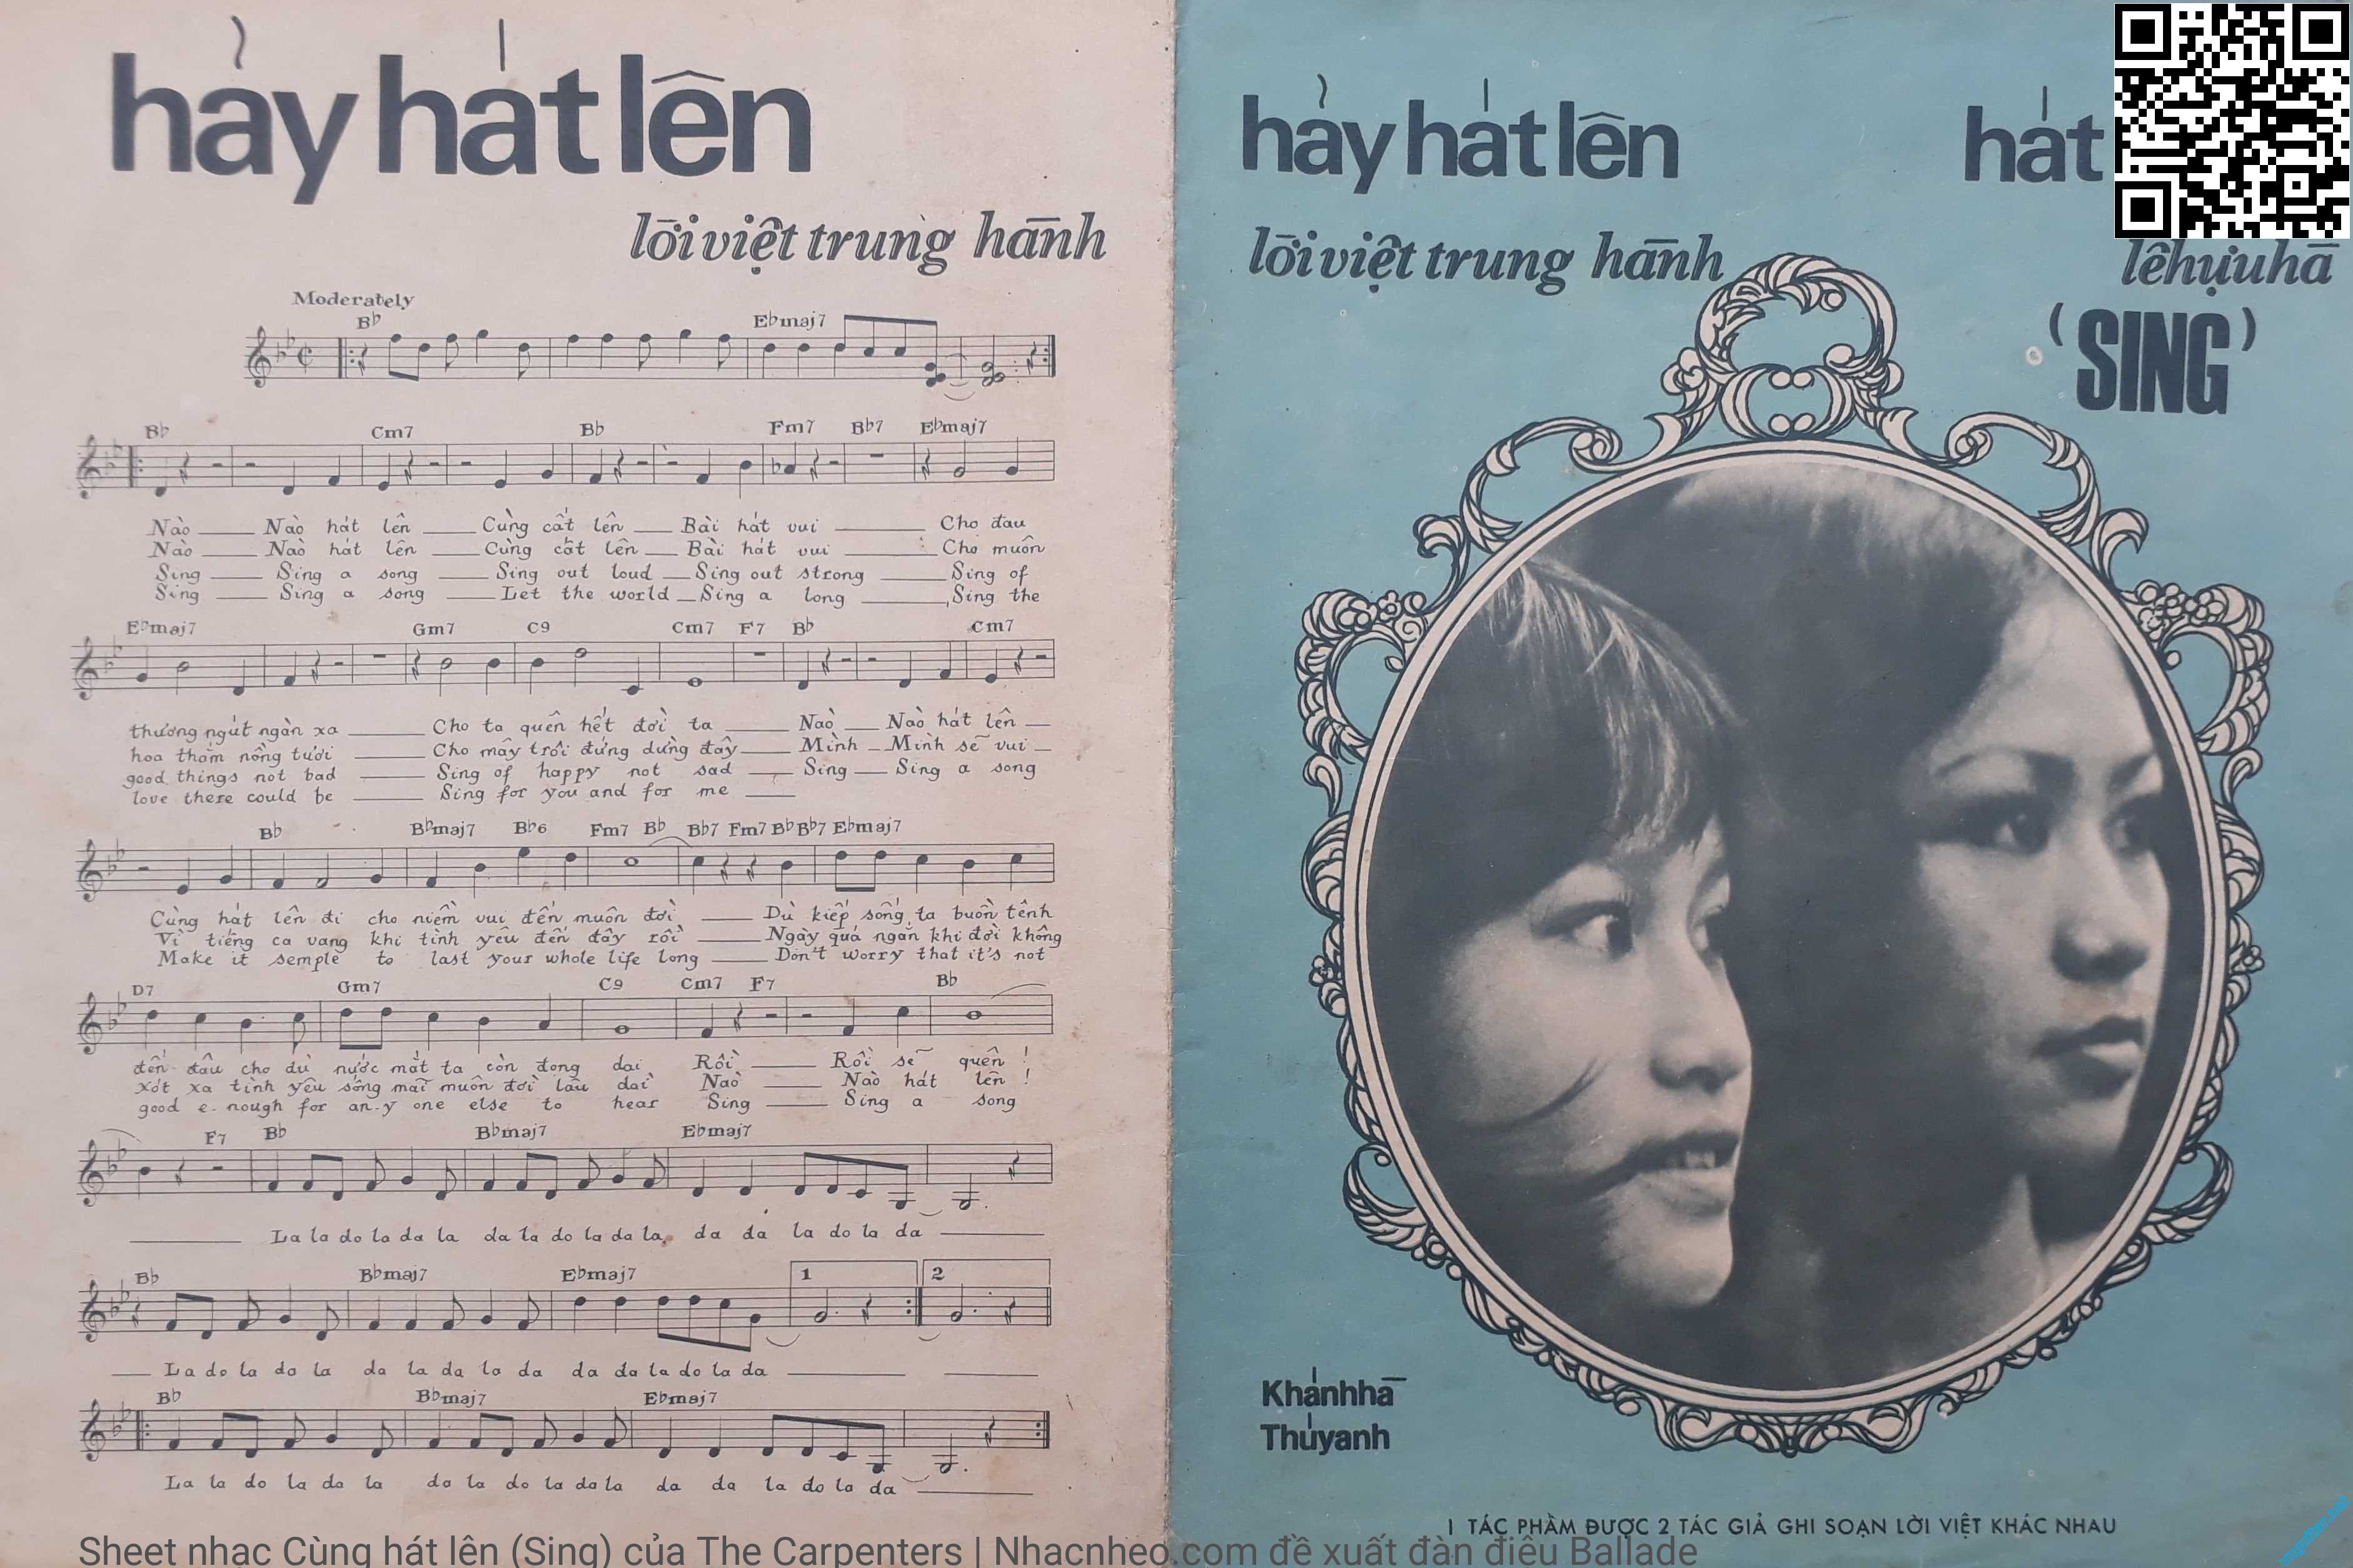 hảy hát lên
lời việt trung hành
Moderately
Bb Ebmaj7
Bb Cm7 Bb Fm7 Bb7 Ebmaj7
Nào Nào hát lên Cùng cất lên Bài hát vui Cho đau
Nào Nào hát lên Cùng cất lên Bài hát vui Cho muôn
Sing Sing a song Sing out loud Sing out strong Sing of
Sing Sing a song Let the world Sing a long Sing the
Ebmaj7 Gm7 C9 Cm7 F7 Bb Cm7
thương ngút ngàn xa Cho ta quên hết đời ta Nào Nào hát lên
hoa thắm nồng tươi Cho mây trôi đứng dưng đây Mình Mình sẽ vui
good things not bad Sing of happy not sad Sing Sing a song
love there could be Sing for you and for me
Bb Bbmaj7 Bb6 Fm7 Bb Bb7 Fm7 Bb Bb7 Ebmaj7
Cùng hát lên đi cho niềm vui đến muôn đời Dù kiếp sống ta buồn tênh
Vì tiếng ca vang khi tình yêu đến đây rồi Ngày quá ngắn khi đời không
Make it semple to last your whole life long Don't worry that it's not
D7 Gm7 C9 Cm7 F7 Bb
đến đâu cho dù nước mắt ta còn đong dai Rồi Rồi sẽ quên !
xót xa tình yêu sống mãi muôn đời lâu dài Nào Nào hát lên !
good e-nough for an-y one else to hear Sing Sing a song
F7 Bb Bbmaj7 Ebmaj7
La la do la da la da la do la da la da da la do la da
Bb Bbmaj7 Ebmaj7 1 2
La do la do la da la da la da da da la do la da
Bb Bbmaj7 Ebmaj7
La la do la da la da la do la da la da da la do la da
hảy hát lên
lời việt trung hành
hát
lê hựu hà
(SING)
Khánh hà
Thúy anh
1 TÁC PHẦM ĐƯỢC 2 TÁC GIẢ GHI SOẠN LỜI VIỆT KHÁC NHAU
Sheet nhạc Cùng hát lên (Sing) của The Carpenters | Nhacnheo.com đề xuất đàn điệu Ballade